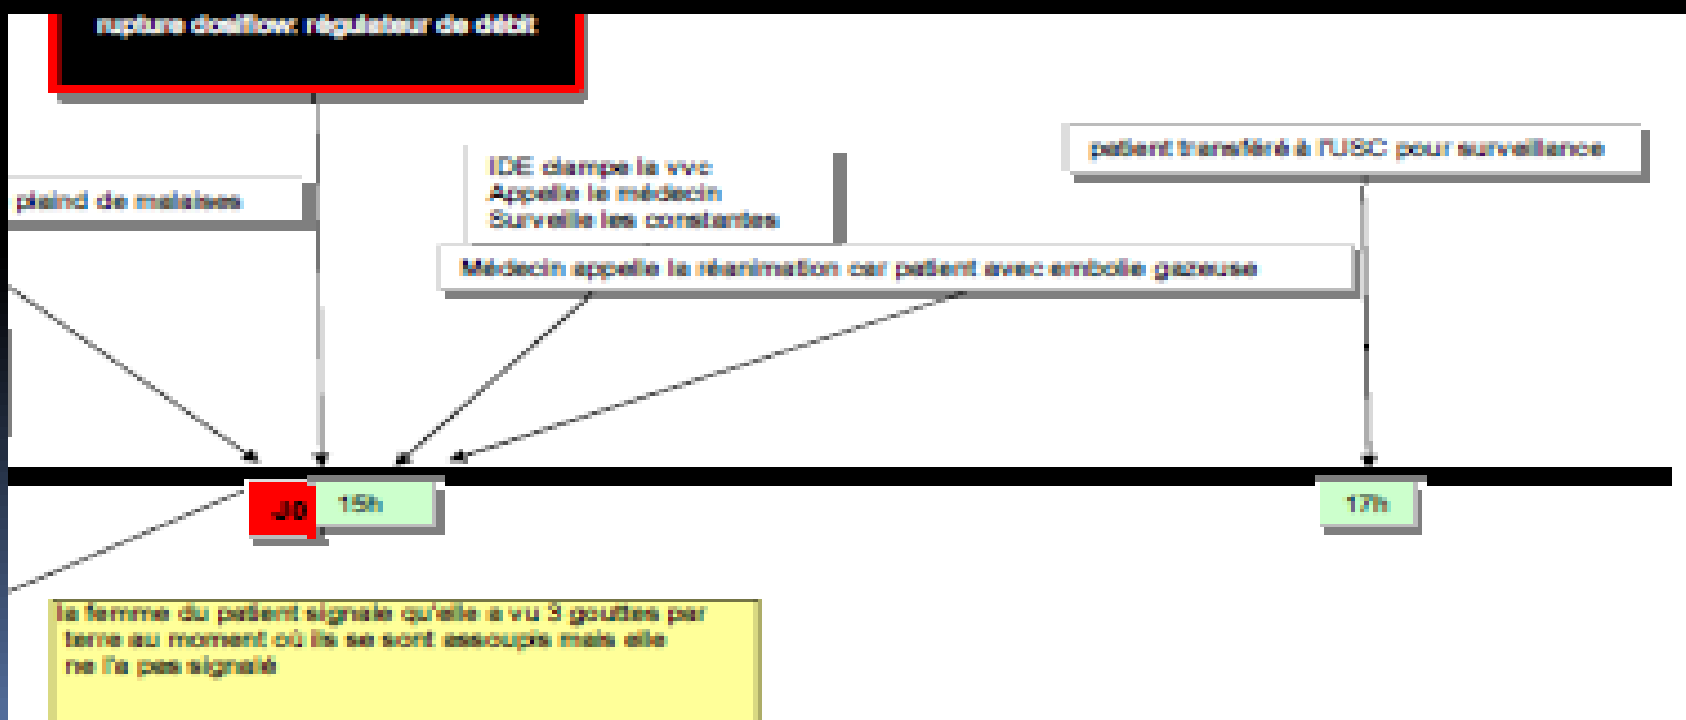 rupture dosiflow: régulateur de débit
patient transféré à l'USC pour surveillance
IDE clampe la vvc
Appelle le médecin
Surveille les constantes
plaind de malaises
Médecin appelle la réanimation car patient avec embolie gazeuse
J0
15h
17h
la femme du patient signale qu'elle a vu 3 gouttes par
terre au moment où ils se sont assoupis mais elle
ne l'a pas signalé